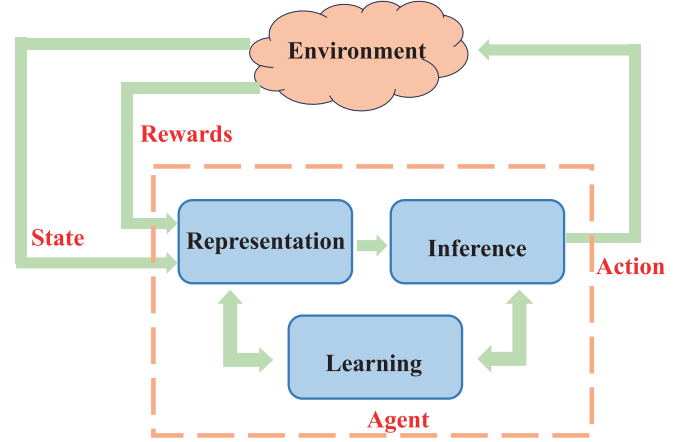 Environment
Rewards
State
Representation
Inference
Action
Learning
Agent